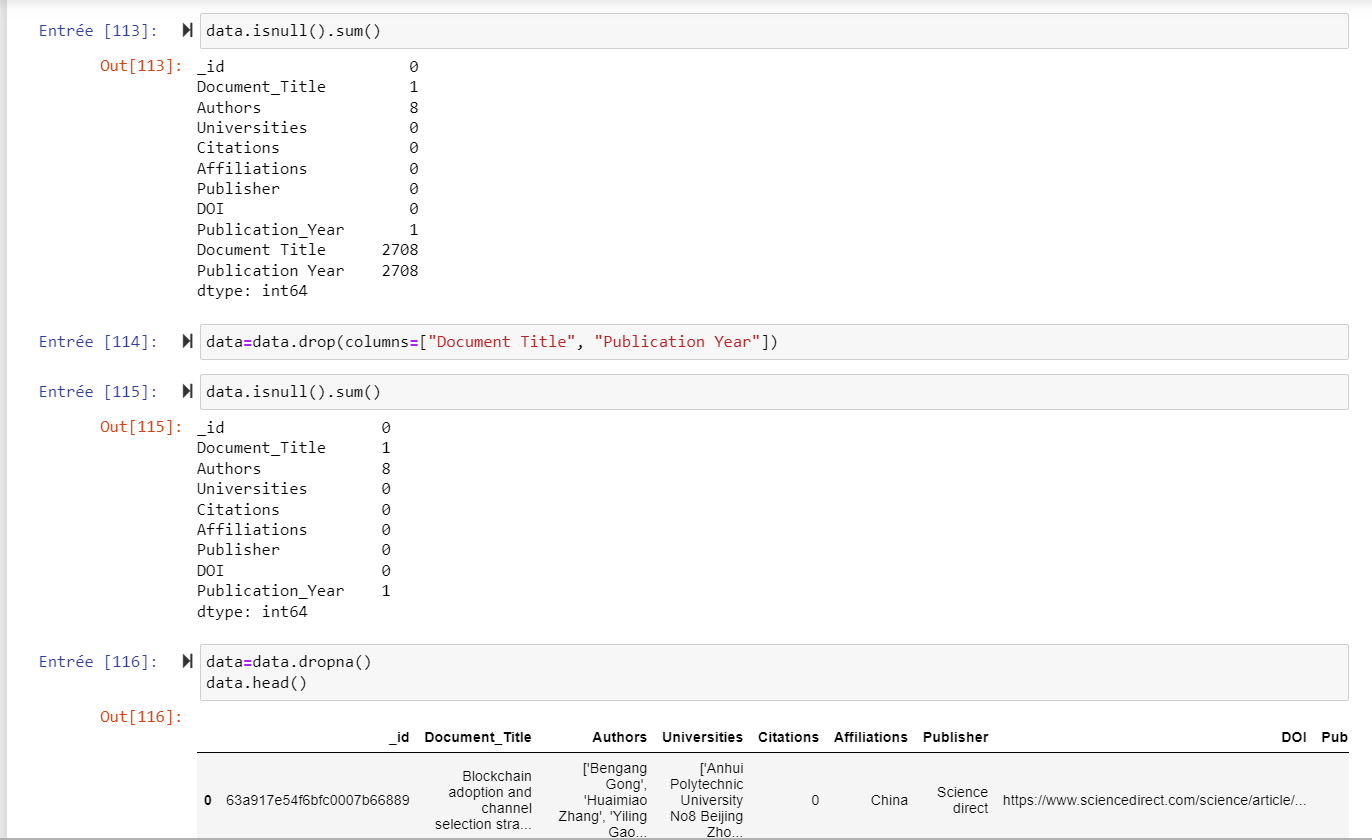 Entrée [113]: data.isnull().sum()
Out[113]: _id 0
Document_Title 1
Authors 8
Universities 0
Citations 0
Affiliations 0
Publisher 0
DOI 0
Publication_Year 1
Document Title 2708
Publication Year 2708
dtype: int64
Entrée [114]: data=data.drop(columns=["Document Title", "Publication Year"])
Entrée [115]: data.isnull().sum()
Out[115]: _id 0
Document_Title 1
Authors 8
Universities 0
Citations 0
Affiliations 0
Publisher 0
DOI 0
Publication_Year 1
dtype: int64
Entrée [116]: data=data.dropna()
data.head()
Out[116]:
_id Document_Title Authors Universities Citations Affiliations Publisher DOI Pub
0 63a917e54f6bfc0007b66889
Blockchain
adoption and
channel
selection stra...
['Bengang
Gong',
'Huaimiao
Zhang', 'Yiling
Gao...
['Anhui
Polytechnic
University
No8 Beijing
Zho...
0
China
Science
direct
https://www.sciencedirect.com/science/article/...